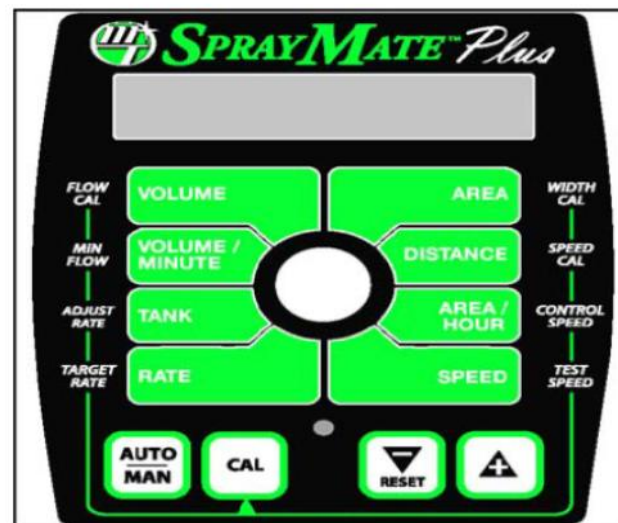 SPRAYMATE™ Plus
FLOW CAL
VOLUME
AREA
WIDTH CAL
MIN FLOW
VOLUME / MINUTE
DISTANCE
SPEED CAL
ADJUST RATE
TANK
AREA / HOUR
CONTROL SPEED
TARGET RATE
RATE
SPEED
TEST SPEED
AUTO
MAN
CAL
RESET